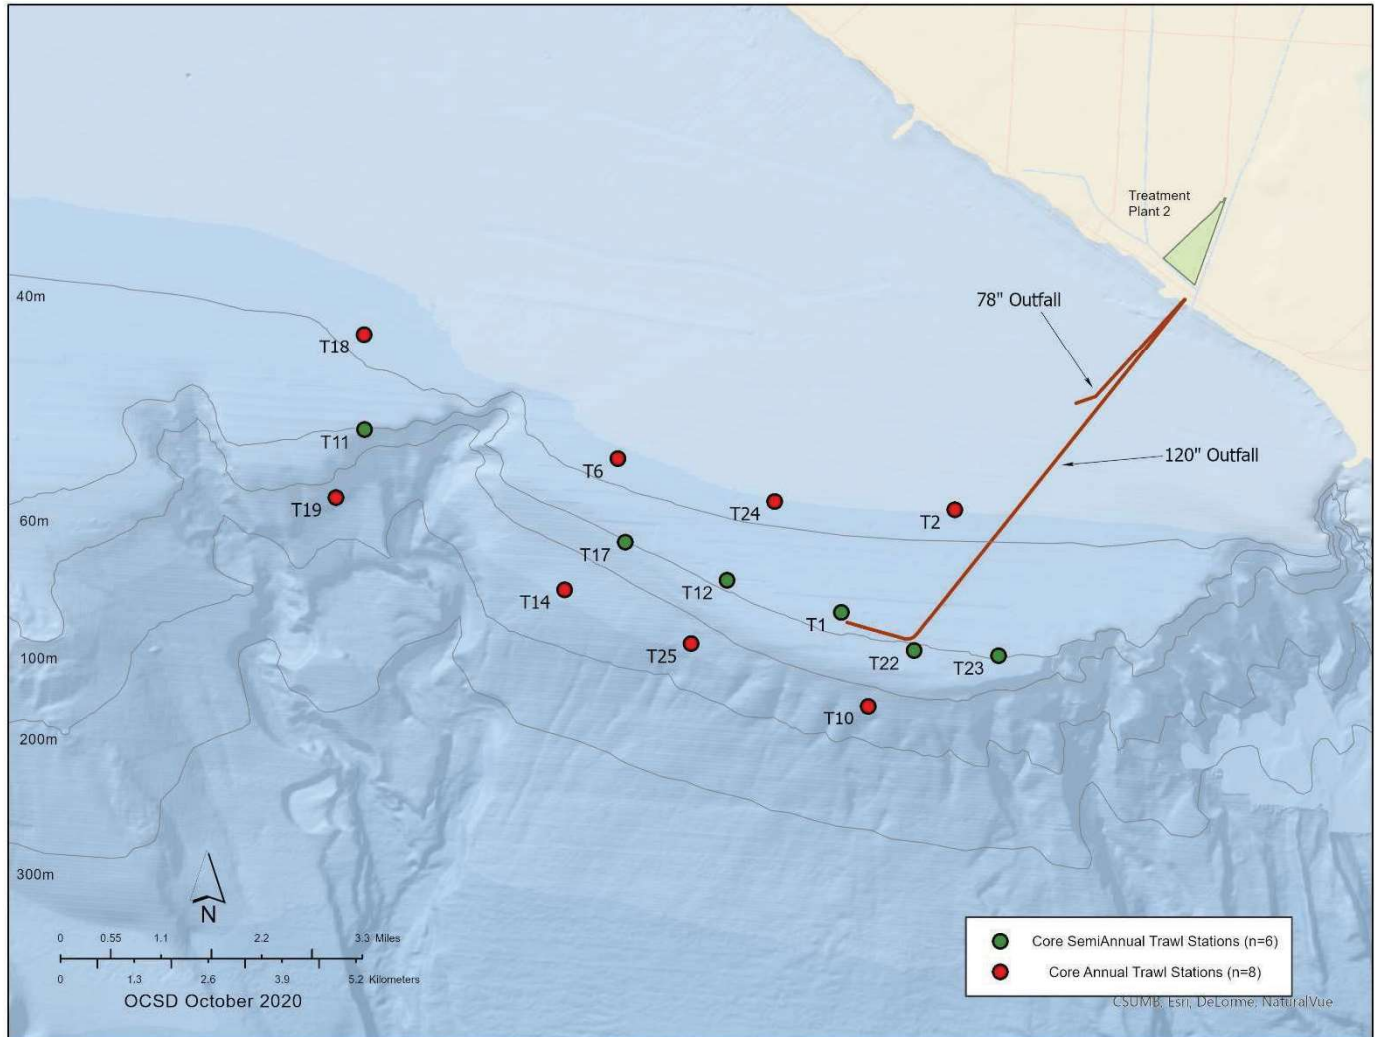 Treatment
Plant 2
78" Outfall
40m
T18
T11
120" Outfall
T6
T19
T24
T2
60m
T17
T12
T14
T1
T25
100m
T22
T23
T10
200m
300m
N
0 0.55 1.1 2.2 3.3 Miles
0 1.3 2.6 3.9 5.2 Kilometers
OCSD October 2020
Core SemiAnnual Trawl Stations (n=6)
Core Annual Trawl Stations (n=8)
CSUMB, Esri, DeLorme, NaturalVue